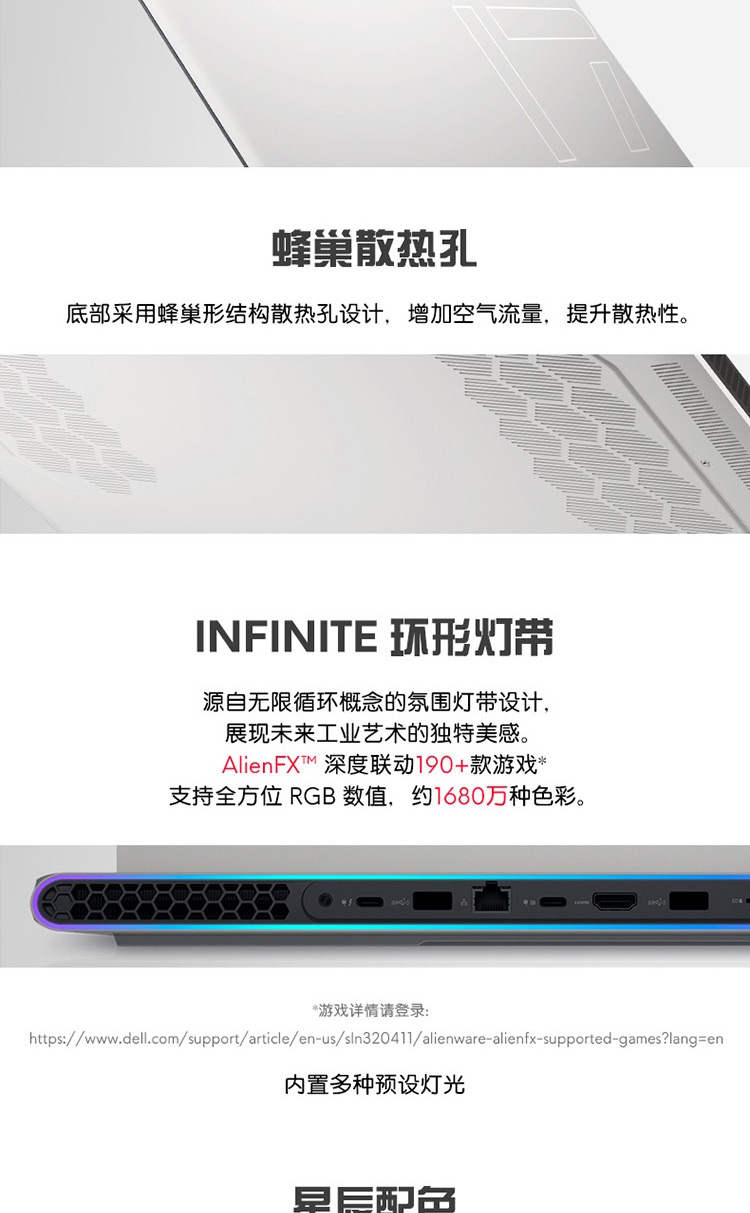 蜂巢散热孔
底部采用蜂巢形结构散热孔设计，增加空气流量，提升散热性。
INFINITE 环形灯带
源自无限循环概念的氛围灯带设计，
展现未来工业艺术的独特美感。
AlienFX™ 深度联动190+款游戏*
支持全方位 RGB 数值，约1680万种色彩。
HDMI
*游戏详情请登录:
https://www.dell.com/support/article/en-us/sln320411/alienware-alienfx-supported-games?lang=en
内置多种预设灯光
星辰配色